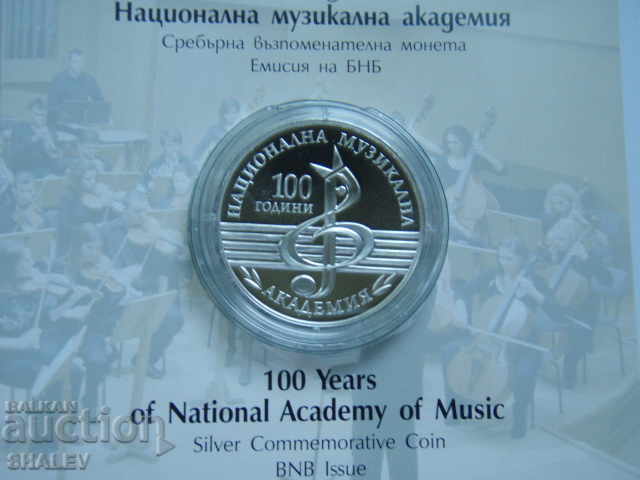 Национална музикална академия
Сребърна възпоменателна монета
Емисия на БНБ
НАЦИОНАЛНА МУЗИКАЛНА
100
ГОДИНИ
АКАДЕМИЯ
100 Years
of National Academy of Music
Silver Commemorative Coin
BNB Issue
BALKAN
auction
SHALEV